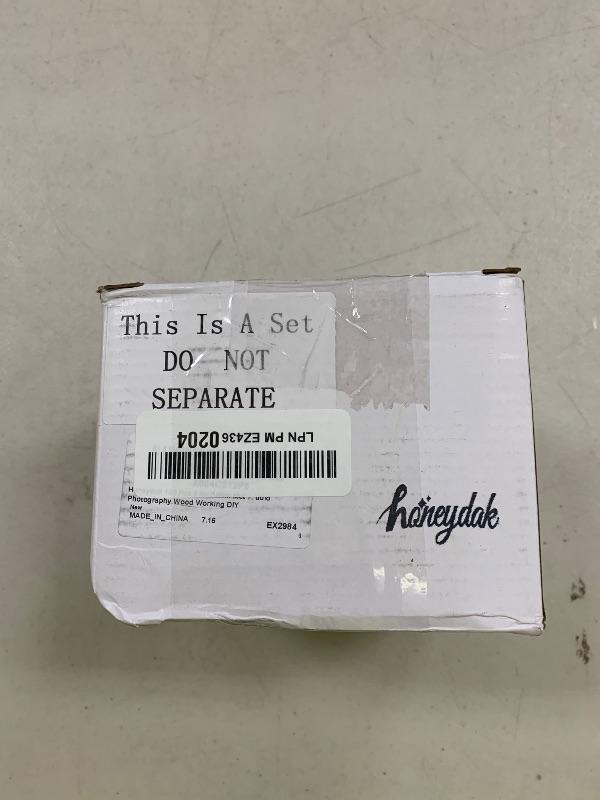 This Is A Set
DO NOT
SEPARATE
LPN PM EZ4360204
Photography Wood Working DIY
New
MADE_IN_CHINA 7.16
EX2984
honeydak